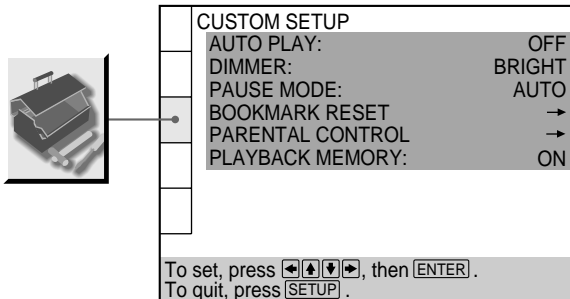 CUSTOM SETUP
AUTO PLAY: OFF
DIMMER: BRIGHT
PAUSE MODE: AUTO
BOOKMARK RESET →
PARENTAL CONTROL →
PLAYBACK MEMORY: ON
To set, press ←↑↓→, then ENTER.
To quit, press SETUP.